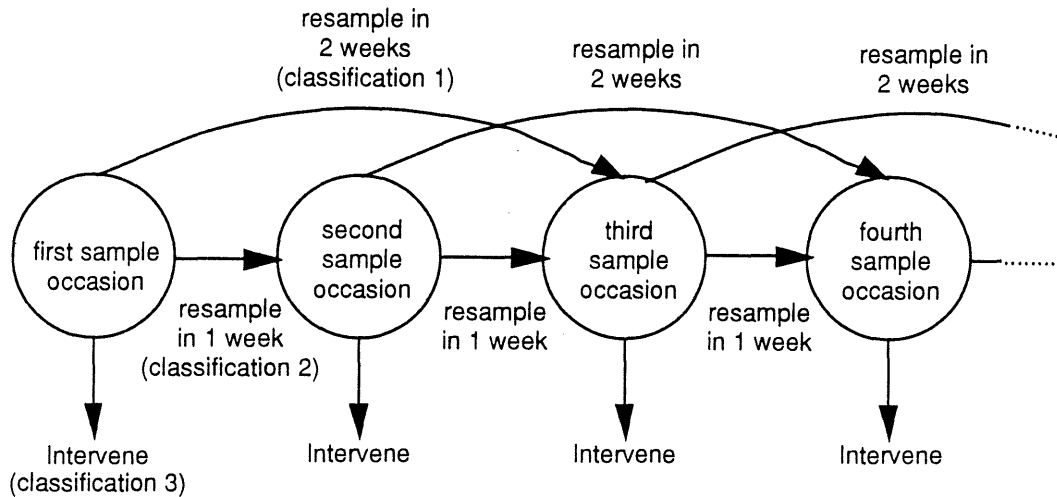 resample in
2 weeks
(classification 1)
resample in
2 weeks
resample in
2 weeks
first sample
occasion
second
sample
occasion
third
sample
occasion
fourth
sample
occasion
resample
in 1 week
(classification 2)
resample
in 1 week
resample
in 1 week
Intervene
(classification 3)
Intervene
Intervene
Intervene